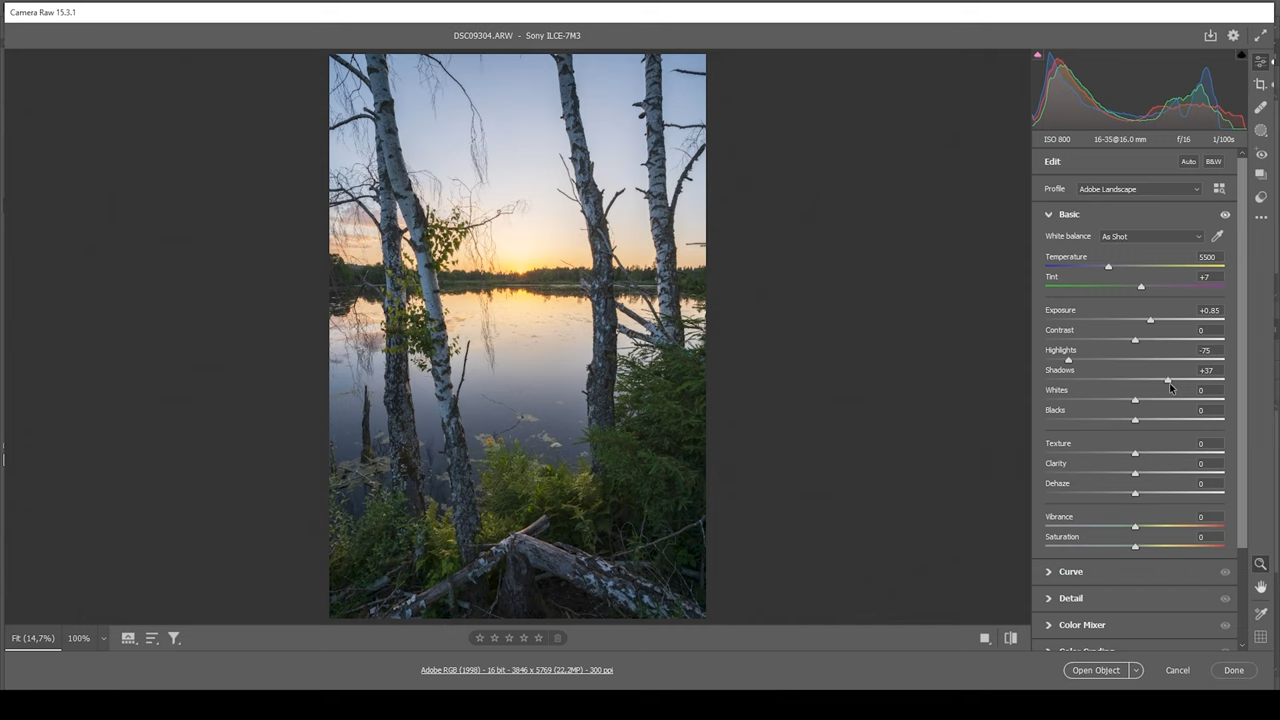 Camera Raw 15.3.1
DSC09304.ARW - Sony ILCE-7M3
ISO 800 16-35@16.0 mm f/16 1/100s
Edit Auto B&W
Profile Adobe Landscape
Basic
White balance As Shot
Temperature 5500
Tint +7
Exposure +0.85
Contrast 0
Highlights -75
Shadows +37
Whites 0
Blacks 0
Texture 0
Clarity 0
Dehaze 0
Vibrance 0
Saturation 0
Curve
Detail
Color Mixer
Color Grading
Fit (14,7%) 100%
Adobe RGB (1998) - 16 bit - 3846 x 5769 (22,2MP) - 300 ppi
Open Object Cancel Done